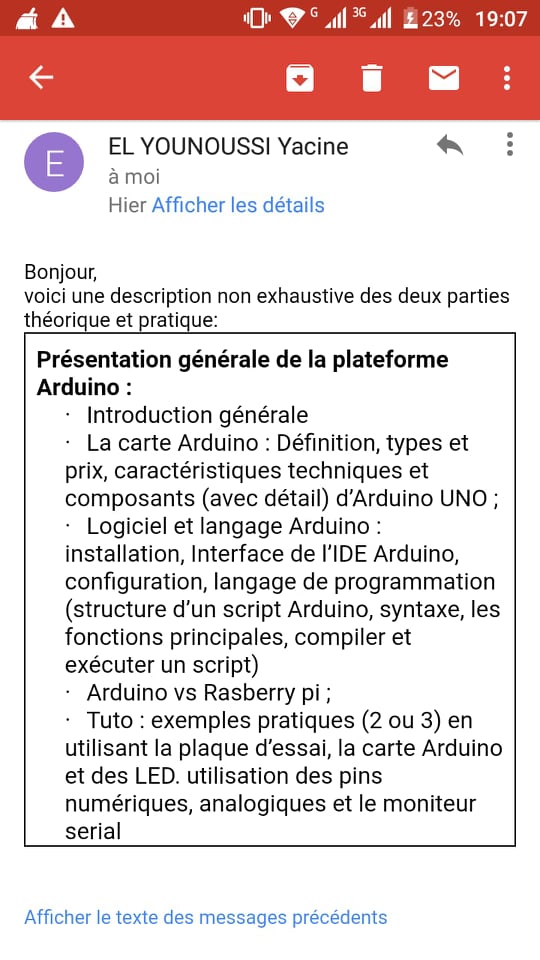 G 3G 23% 19:07
E
EL YOUNOUSSI Yacine
à moi
Hier Afficher les détails
Bonjour,
voici une description non exhaustive des deux parties
théorique et pratique:
Présentation générale de la plateforme
Arduino :
· Introduction générale
· La carte Arduino : Définition, types et
prix, caractéristiques techniques et
composants (avec détail) d’Arduino UNO ;
· Logiciel et langage Arduino :
installation, Interface de l’IDE Arduino,
configuration, langage de programmation
(structure d’un script Arduino, syntaxe, les
fonctions principales, compiler et
exécuter un script)
· Arduino vs Rasberry pi ;
· Tuto : exemples pratiques (2 ou 3) en
utilisant la plaque d’essai, la carte Arduino
et des LED. utilisation des pins
numériques, analogiques et le moniteur
serial
Afficher le texte des messages précédents